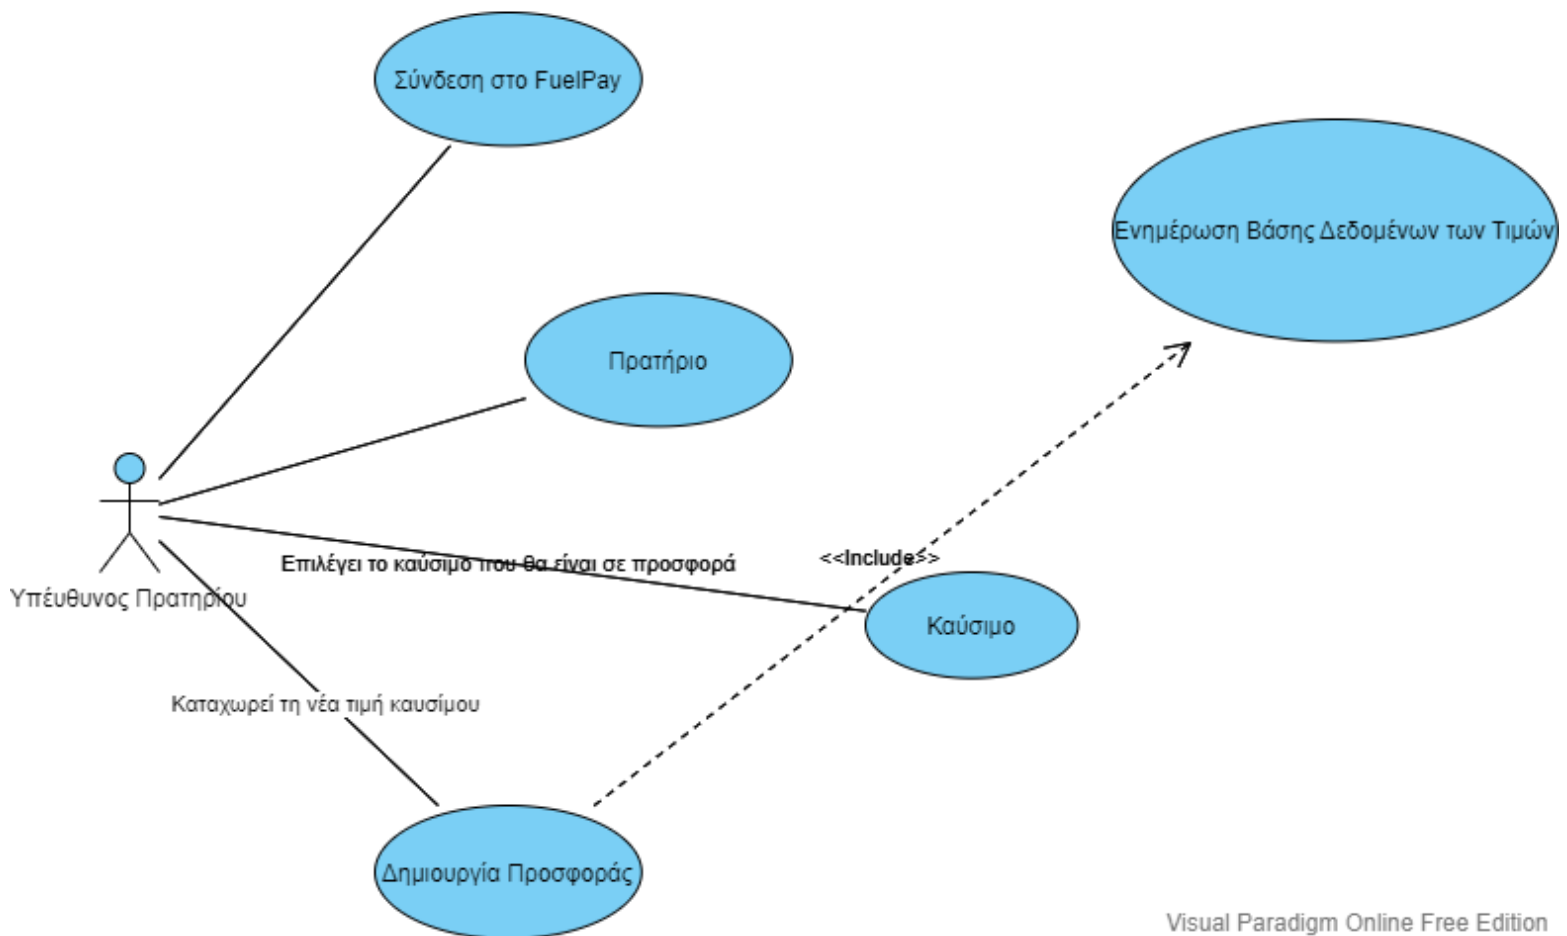 Σύνδεση στο FuelPay
Ενημέρωση Βάσης Δεδομένων των Τιμών
Πρατήριο
Επιλέγει το καύσιμο που θα είναι σε προσφορά
<<Include>>
Υπέυθυνος Πρατηρίου
Καύσιμο
Καταχωρεί τη νέα τιμή καυσίμου
Δημιουργία Προσφοράς
Visual Paradigm Online Free Edition